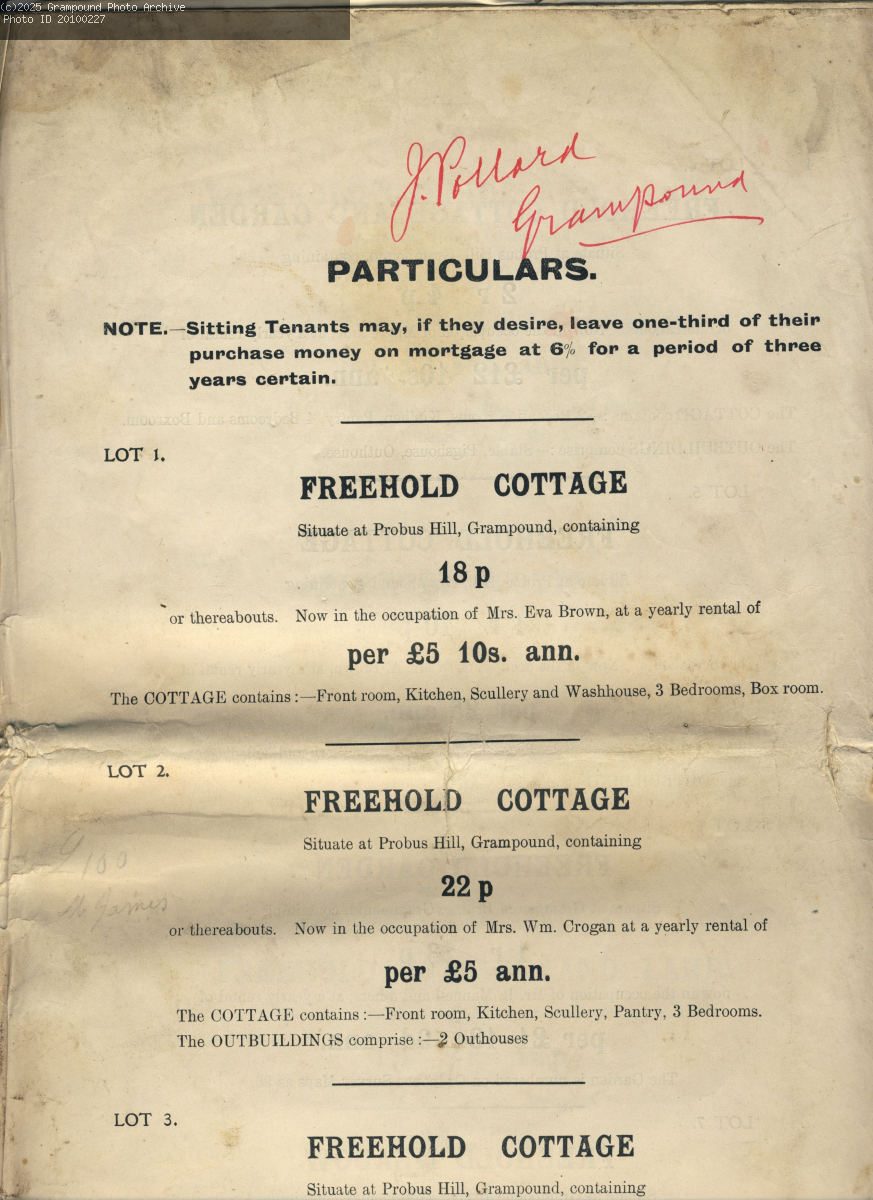 (c)2025 Grampound Photo Archive
Photo ID 20100227
J. Pollard
Grampound
PARTICULARS.
NOTE.—Sitting Tenants may, if they desire, leave one-third of their
purchase money on mortgage at 6% for a period of three
years certain.
LOT 1.
FREEHOLD COTTAGE
Situate at Probus Hill, Grampound, containing
18 p
or thereabouts. Now in the occupation of Mrs. Eva Brown, at a yearly rental of
per £5 10s. ann.
The COTTAGE contains :—Front room, Kitchen, Scullery and Washhouse, 3 Bedrooms, Box room.
LOT 2.
FREEHOLD COTTAGE
Situate at Probus Hill, Grampound, containing
£100
22 p
James
or thereabouts. Now in the occupation of Mrs. Wm. Crogan at a yearly rental of
per £5 ann.
The COTTAGE contains :—Front room, Kitchen, Scullery, Pantry, 3 Bedrooms.
The OUTBUILDINGS comprise :—2 Outhouses
LOT 3.
FREEHOLD COTTAGE
Situate at Probus Hill, Grampound, containing